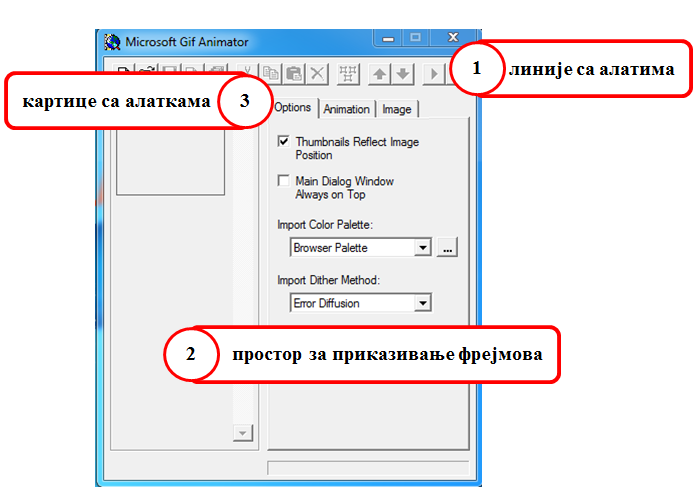 Microsoft Gif Animator
1 линије са алатима
картице са алаткама 3
Options Animation Image
Thumbnails Reflect Image
Position
Main Dialog Window
Always on Top
Import Color Palette:
Browser Palette ...
Import Dither Method:
Error Diffusion
2 простор за приказивање фрејмова